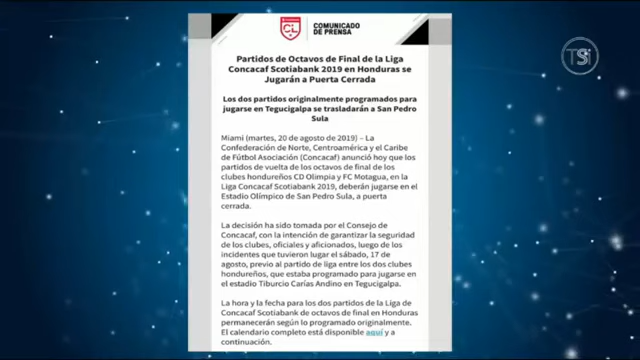 CL
COMUNICADO
DE PRENSA
TSi
Partidos de Octavos de Final de la Liga
Concacaf Scotiabank 2019 en Honduras se
Jugarán a Puerta Cerrada
Los dos partidos originalmente programados para
jugarse en Tegucigalpa se trasladarán a San Pedro
Sula
Miami (martes, 20 de agosto de 2019) – La
Confederación de Norte, Centroamérica y el Caribe
de Fútbol Asociación (Concacaf) anunció hoy que los
partidos de vuelta de los octavos de final de los
clubes hondureños CD Olimpia y FC Motagua, en la
Liga Concacaf Scotiabank 2019, deberán jugarse en el
Estadio Olímpico de San Pedro Sula, a puerta
cerrada.
La decisión ha sido tomada por el Consejo de
Concacaf, con la intención de garantizar la seguridad
de los clubes, oficiales y aficionados, luego de los
incidentes que tuvieron lugar el sábado, 17 de
agosto, previo al partido de liga entre los dos clubes
hondureños, que estaba programado para jugarse en
el estadio Tiburcio Carías Andino en Tegucigalpa.
La hora y la fecha para los dos partidos de la Liga de
Concacaf Scotiabank de octavos de final en Honduras
permanecerán según lo programado originalmente.
El calendario completo está disponible aquí y a
continuación.